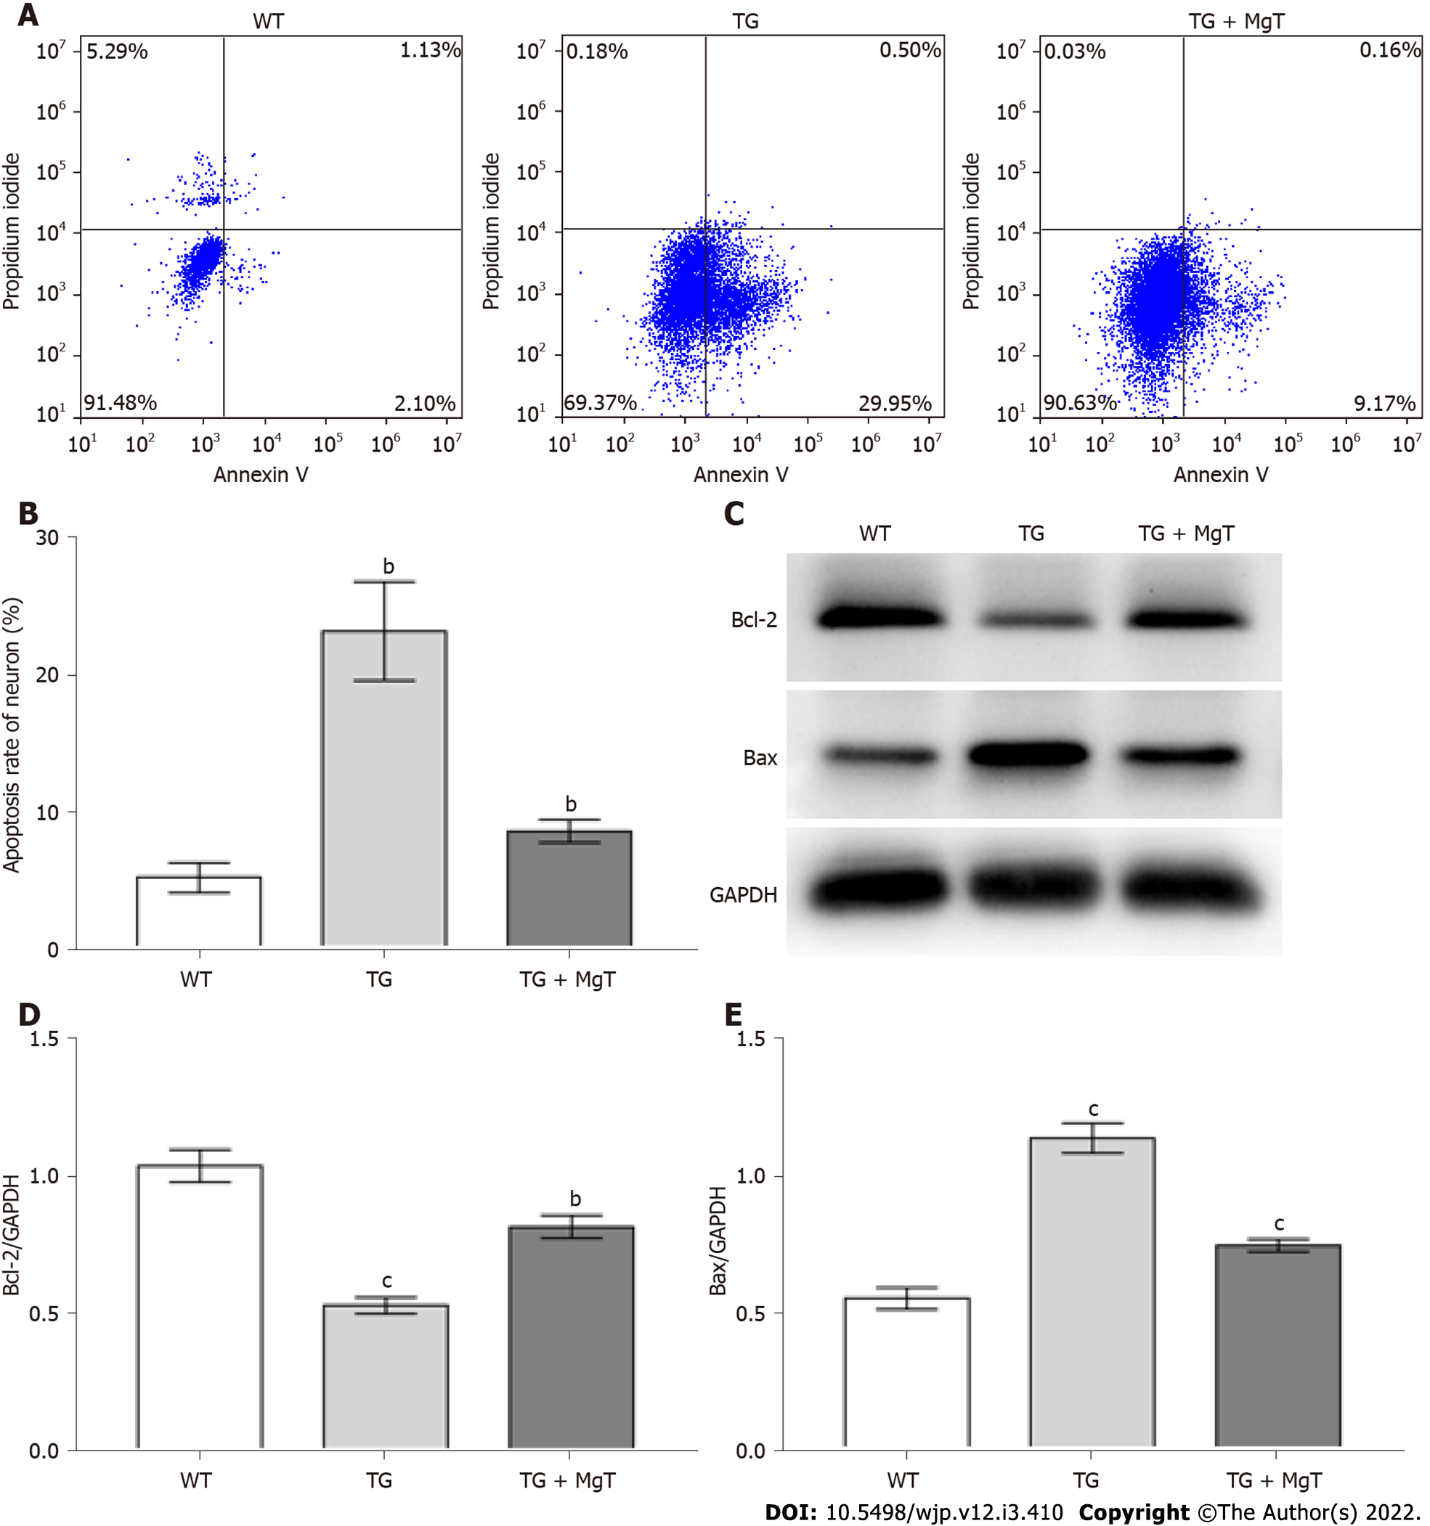 A
WT
TG
TG + MgT
5.29%
1.13%
91.48%
2.10%
10⁷
10⁶
10⁵
10⁴
10³
10²
10¹
Propidium iodide
10¹ 10² 10³ 10⁴ 10⁵ 10⁶ 10⁷
Annexin V
0.18%
0.50%
69.37%
29.95%
10⁷
10⁶
10⁵
10⁴
10³
10²
10¹
Propidium iodide
10¹ 10² 10³ 10⁴ 10⁵ 10⁶ 10⁷
Annexin V
0.03%
0.16%
90.63%
9.17%
10⁷
10⁶
10⁵
10⁴
10³
10²
10¹
Propidium iodide
10¹ 10² 10³ 10⁴ 10⁵ 10⁶ 10⁷
Annexin V
B
30
20
10
0
Apoptosis rate of neuron (%)
b
b
WT TG TG + MgT
C
WT TG TG + MgT
Bcl-2
Bax
GAPDH
D
1.5
1.0
0.5
0.0
Bcl-2/GAPDH
c
b
WT TG TG + MgT
E
1.5
1.0
0.5
0.0
Bax/GAPDH
c
c
WT TG TG + MgT
DOI: 10.5498/wjp.v12.i3.410 Copyright ©The Author(s) 2022.